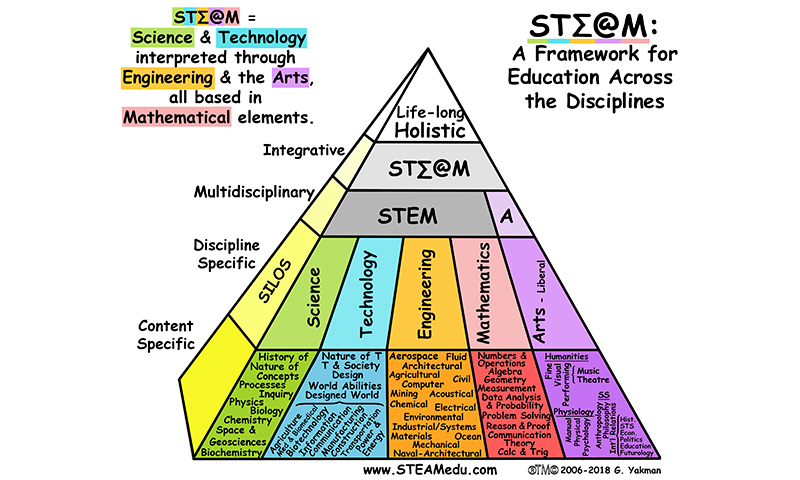 STΣ@M =
Science & Technology
interpreted through
Engineering & the Arts,
all based in
Mathematical elements.
STΣ@M:
A Framework for
Education Across
the Disciplines
Life-long
Holistic
Integrative
STΣ@M
Multidisciplinary
STEM
A
Discipline
Specific
SILOS
Science
Technology
Engineering
Mathematics
Arts - Liberal
Content
Specific
History of
Nature of
Concepts
Processes
Inquiry
Physics
Biology
Chemistry
Space &
Geosciences
Biochemistry
Nature of T
T & Society
Design
World Abilities
Designed World
Agriculture
Med & Biomedical
Biotechnology
Information
Communication
Manufacturing
Construction
Transportation
Power &
Energy
Aerospace Fluid
Architectural
Agricultural Civil
Computer
Mining Acoustical
Chemical Electrical
Environmental
Industrial/Systems
Materials Ocean
Mechanical
Naval-Architectural
Numbers &
Operations
Algebra
Geometry
Measurement
Data Analysis
& Probability
Problem Solving
Reason & Proof
Communication
Theory
Calc & Trig
Humanities
Fine
Visual
Performing
Music
Theatre
Physiology
Manual
Physical
Psychology
SS
Anthropology
Philosophy
Int'l Relations
Hist
STS
Econ,
Politics
Education
Futurology
www.STEAMedu.com
®TM© 2006-2018 G. Yakman